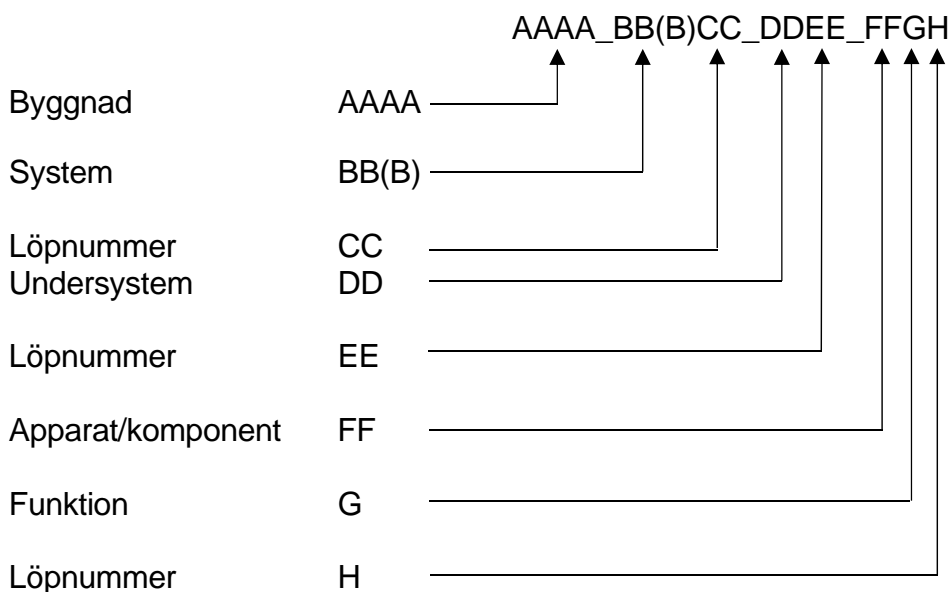 AAAA_BB(B)CC_DDEE_FFGH
Byggnad AAAA
System BB(B)
Löpnummer CC
Undersystem DD
Löpnummer EE
Apparat/komponent FF
Funktion G
Löpnummer H